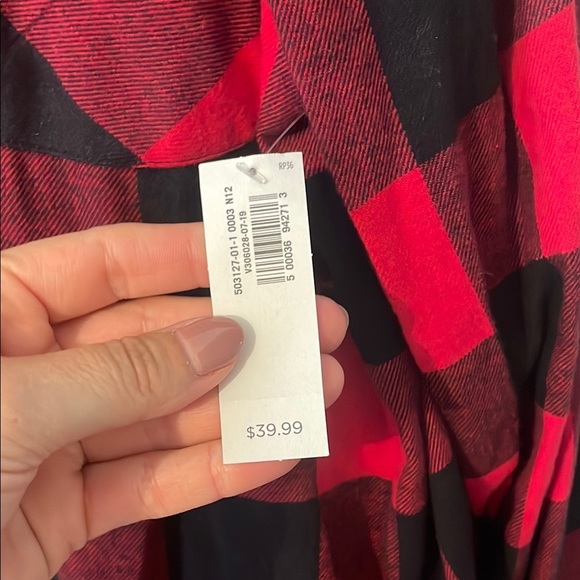 RP36
503127-01-1 0003 N12
V306028-07-19
5 00036 94271 3
$39.99